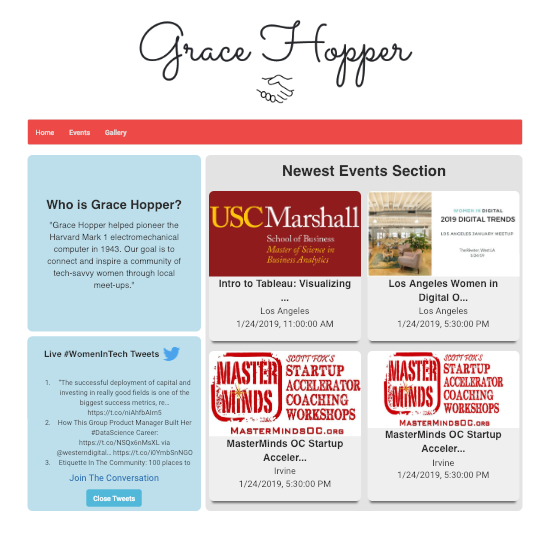 Grace Hopper
Home Events Gallery
Who is Grace Hopper?
"Grace Hopper helped pioneer the
Harvard Mark 1 electromechanical
computer in 1943. Our goal is to
connect and inspire a community of
tech-savvy women through local
meet-ups."
Live #WomenInTech Tweets
1. "The successful deployment of capital and
investing in really good fields is one of the
biggest success metrics, re...
2. How This Group Product Manager Built Her
#DataScience Career:
https://t.co/NSQx6nMsXL via
@westerndigital...
3. Etiquette In The Community: 100 places to
Join The Conversation
Close Tweets
Newest Events Section
USC Marshall
School of Business
Master of Science in
Business Analytics
Intro to Tableau: Visualizing
...
Los Angeles
1/24/2019, 11:00:00 AM
WOMEN IN DIGITAL
2019 DIGITAL TRENDS
LOS ANGELES JANUARY MEETUP
Los Angeles Women in
Digital O...
Los Angeles
1/24/2019, 5:30:00 PM
MASTER
MINDS
SCOTT FOX'S
STARTUP
ACCELERATOR
COACHING
WORKSHOPS
MASTERMINDSOC.ORG
MasterMinds OC Startup
Acceler...
Irvine
1/24/2019, 5:30:00 PM
MASTER
MINDS
SCOTT FOX'S
STARTUP
ACCELERATOR
COACHING
WORKSHOPS
MASTERMINDSOC.ORG
MasterMinds OC Startup
Acceler...
Irvine
1/24/2019, 5:30:00 PM